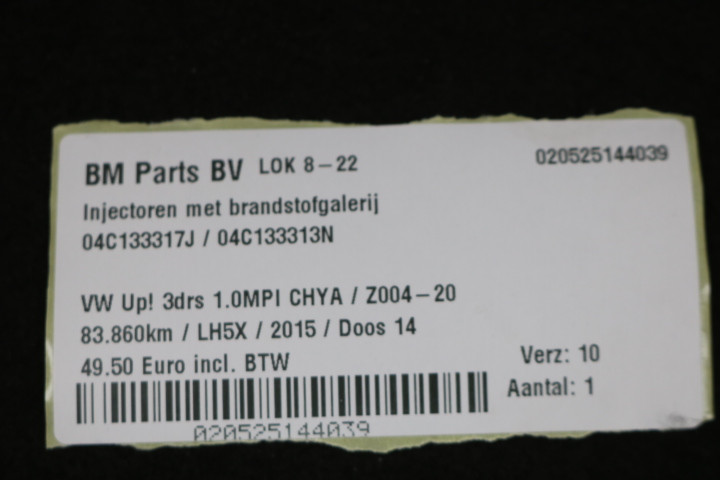 BM Parts BV LOK 8-22 020525144039
Injectoren met brandstofgalerij
04C133317J / 04C133313N
VW Up! 3drs 1.0MPI CHYA / Z004-20
83.860km / LH5X / 2015 / Doos 14
49.50 Euro incl. BTW Verz: 10
Aantal: 1
020525144039